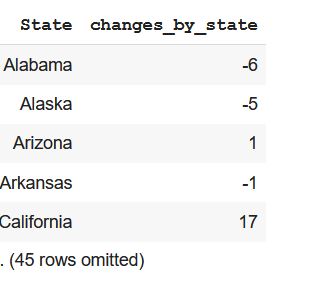 State changes_by_state
Alabama -6
Alaska -5
Arizona 1
Arkansas -1
California 17
. (45 rows omitted)